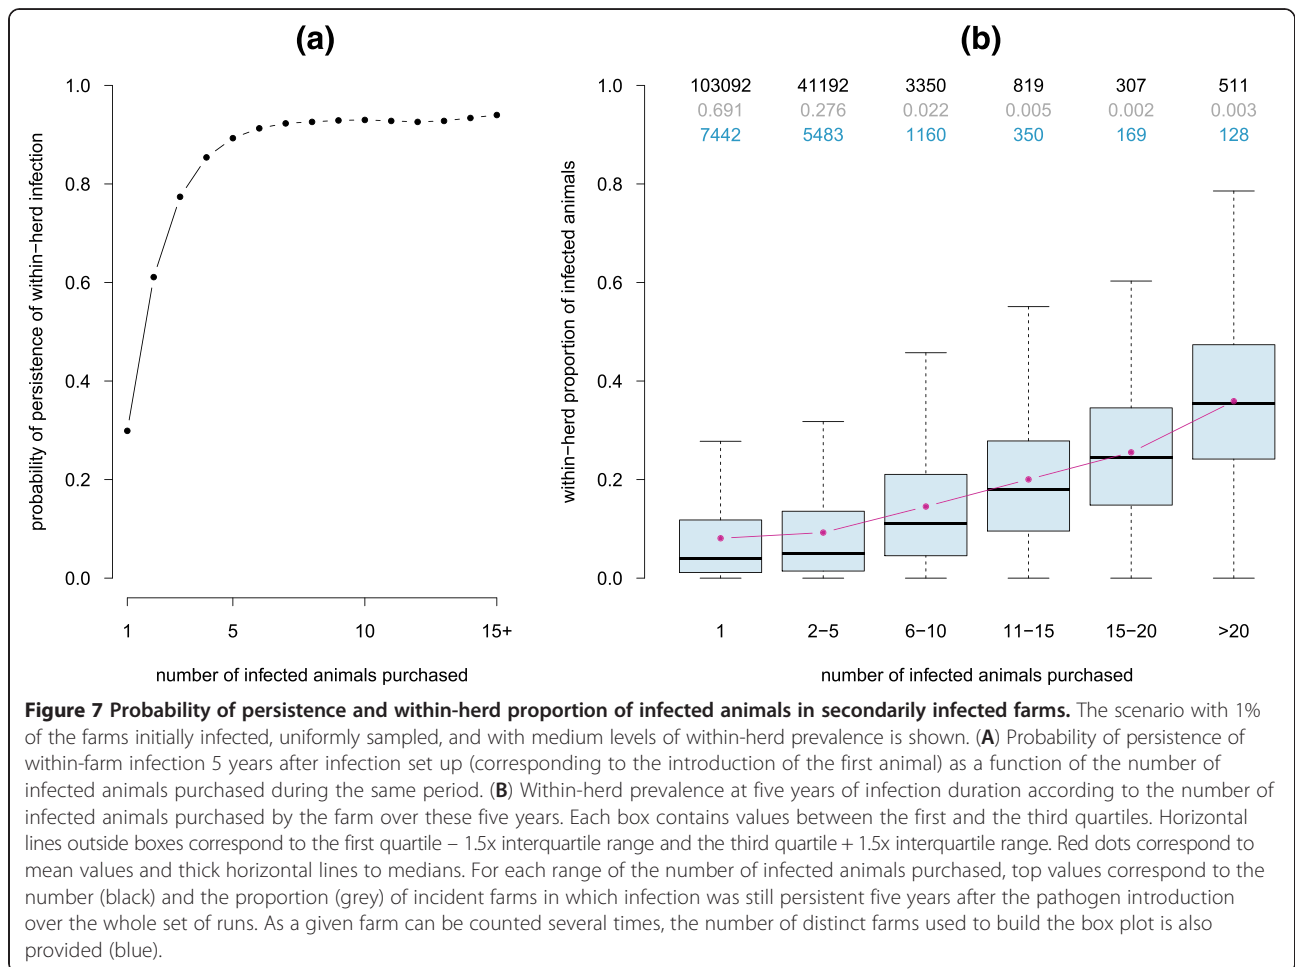 (a)
probability of persistence of within−herd infection
1.0
0.8
0.6
0.4
0.2
0.0
1 5 10 15+
number of infected animals purchased
(b)
within−herd proportion of infected animals
1.0
0.8
0.6
0.4
0.2
0.0
103092 41192 3350 819 307 511
0.691 0.276 0.022 0.005 0.002 0.003
7442 5483 1160 350 169 128
1 2−5 6−10 11−15 15−20 >20
number of infected animals purchased
Figure 7 Probability of persistence and within-herd proportion of infected animals in secondarily infected farms. The scenario with 1%
of the farms initially infected, uniformly sampled, and with medium levels of within-herd prevalence is shown. (A) Probability of persistence of
within-farm infection 5 years after infection set up (corresponding to the introduction of the first animal) as a function of the number of
infected animals purchased during the same period. (B) Within-herd prevalence at five years of infection duration according to the number of
infected animals purchased by the farm over these five years. Each box contains values between the first and the third quartiles. Horizontal
lines outside boxes correspond to the first quartile – 1.5x interquartile range and the third quartile + 1.5x interquartile range. Red dots correspond to
mean values and thick horizontal lines to medians. For each range of the number of infected animals purchased, top values correspond to the
number (black) and the proportion (grey) of incident farms in which infection was still persistent five years after the pathogen introduction
over the whole set of runs. As a given farm can be counted several times, the number of distinct farms used to build the box plot is also
provided (blue).